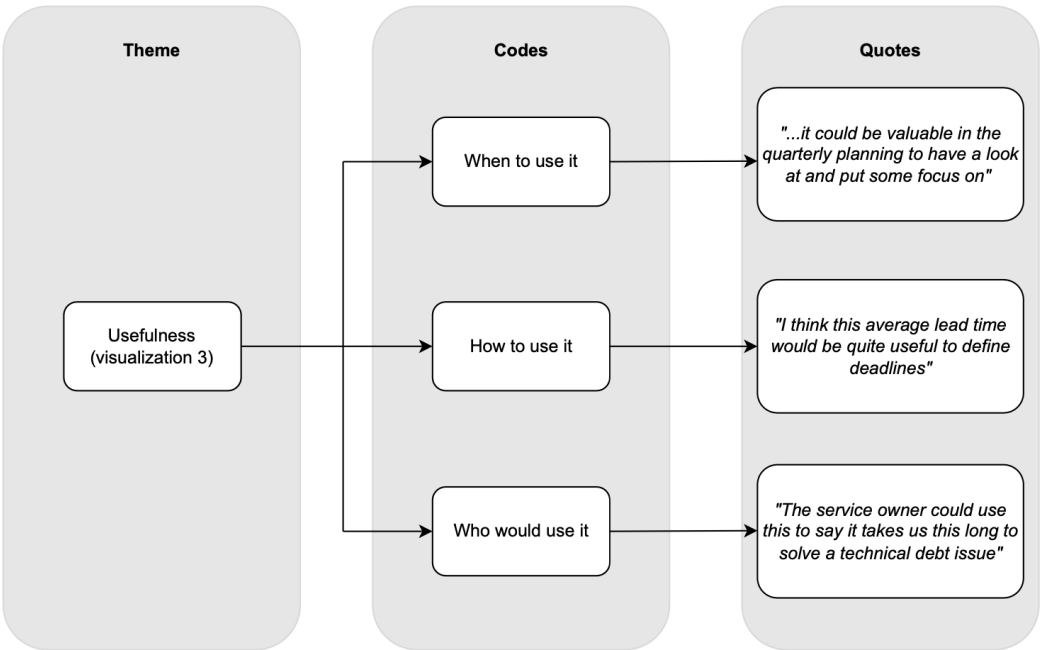 Theme
Codes
Quotes
When to use it
"...it could be valuable in the
quarterly planning to have a look
at and put some focus on"
Usefulness
(visualization 3)
How to use it
"I think this average lead time
would be quite useful to define
deadlines"
Who would use it
"The service owner could use
this to say it takes us this long to
solve a technical debt issue"